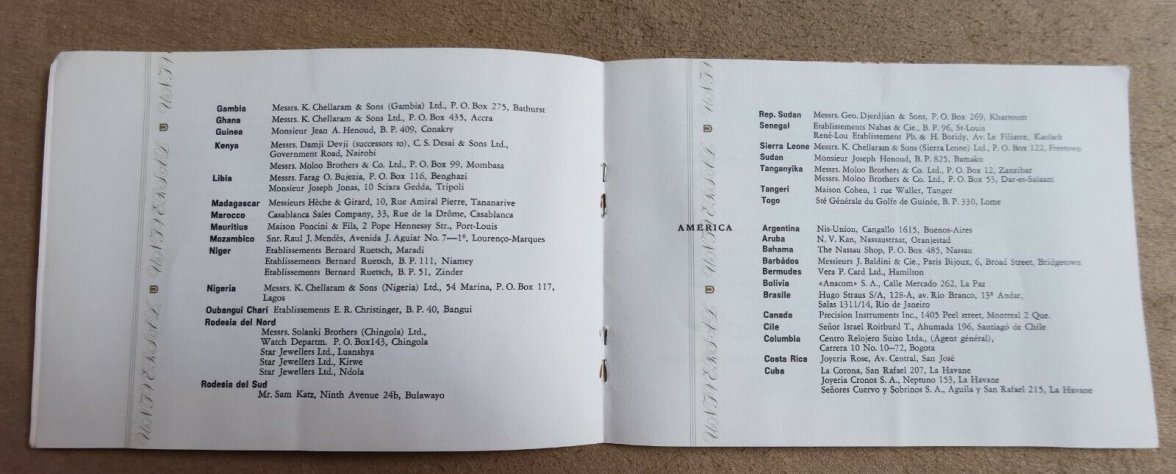 UNIVERSAL
Gambia Messrs. K. Chellaram & Sons (Gambia) Ltd., P. O. Box 275, Bathurst
Ghana Messrs. K. Chellaram & Sons Ltd., P. O. Box 435, Accra
Guinea Monsieur Jean A. Henoud, B. P. 409, Conakry
Kenya Messrs. Damji Devji (successors to), C. S. Desai & Sons Ltd.,
Government Road, Nairobi
Messrs. Moloo Brothers & Co. Ltd., P. O. Box 99, Mombasa
Libia Messrs. Farag O. Bujezia, P. O. Box 116, Benghazi
Monsieur Joseph Jonas, 10 Sciara Gedda, Tripoli
Madagascar Messieurs Hèche & Girard, 10, Rue Amiral Pierre, Tananarive
Marocco Casablanca Sales Company, 33, Rue de la Drôme, Casablanca
Mauritius Maison Poncini & Fils, 2 Pope Hennessy Str., Port-Louis
Mozambico Snr. Raul J. Mendès, Avenida J. Aguiar No. 7—1º, Lourenço-Marques
Niger Etablissements Bernard Ruetsch, Maradi
Etablissements Bernard Ruetsch, B. P. 111, Niamey
Etablissements Bernard Ruetsch, B. P. 51, Zinder
Nigeria Messrs. K. Chellaram & Sons (Nigeria) Ltd., 54 Marina, P. O. Box 117,
Lagos
Oubangui Chari Etablissements E. R. Christinger, B. P. 40, Bangui
Rodesia del Nord
Messrs. Solanki Brothers (Chingola) Ltd.,
Watch Departm. P. O. Box143, Chingola
Star Jewellers Ltd., Luanshya
Star Jewellers Ltd., Kitwe
Star Jewellers Ltd., Ndola
Rodesia del Sud
Mr. Sam Katz, Ninth Avenue 24b, Bulawayo
UNIVERSAL
Rep. Sudan Messrs. Geo. Djerdjian & Sons, P. O. Box 269, Khartoum
Senegal Etablissements Nahas & Cie., B. P. 96, St-Louis
René-Lou Etablissement Ph. & H. Boridy, Av. Le Filiatre, Kaolack
Sierra Leone Messrs. K. Chellaram & Sons (Sierra Leone) Ltd., P. O. Box 122, Freetown
Sudan Monsieur Joseph Henoud, B. P. 825, Bamako
Tanganyika Messrs. Moloo Brothers & Co. Ltd., P. O. Box 12, Zanzibar
Messrs. Moloo Brothers & Co. Ltd., P. O. Box 53, Dar-es-Salaam
Tangeri Maison Cohen, 1 rue Waller, Tanger
Togo Sté Générale du Golfe de Guinée, B. P. 330, Lome
AMERICA
Argentina Nis-Union, Cangallo 1615, Buenos-Aires
Aruba N. V. Kan, Nassaustraat, Oranjestad
Bahama The Nassau Shop, P. O. Box 485, Nassau
Barbádos Messieurs J. Baldini & Cie., Paris Bijoux, 6, Broad Street, Bridgetown
Bermudes Vera P. Card Ltd., Hamilton
Bolivia «Anacom» S. A., Calle Mercado 262, La Paz
Brasile Hugo Straus S/A, 128-A, av. Rio Branco, 13º Andar,
Salas 1311/14, Rio de Janeiro
Canada Precision Instruments Inc., 1405 Peel street, Montreal 2 Que.
Cile Señor Israel Roitburd T., Ahumada 196, Santiago de Chile
Columbia Centro Relojero Suizo Ltda., (Agent général),
Carrera 10 No. 10–72, Bogota
Costa Rica Joyeria Rose, Av. Central, San José
Cuba La Corona, San Rafael 207, La Havane
Joyeria Cronos S. A., Neptuno 153, La Havane
Señores Cuervo y Sobrinos S. A., Aguila y San Rafael 215, La Havane